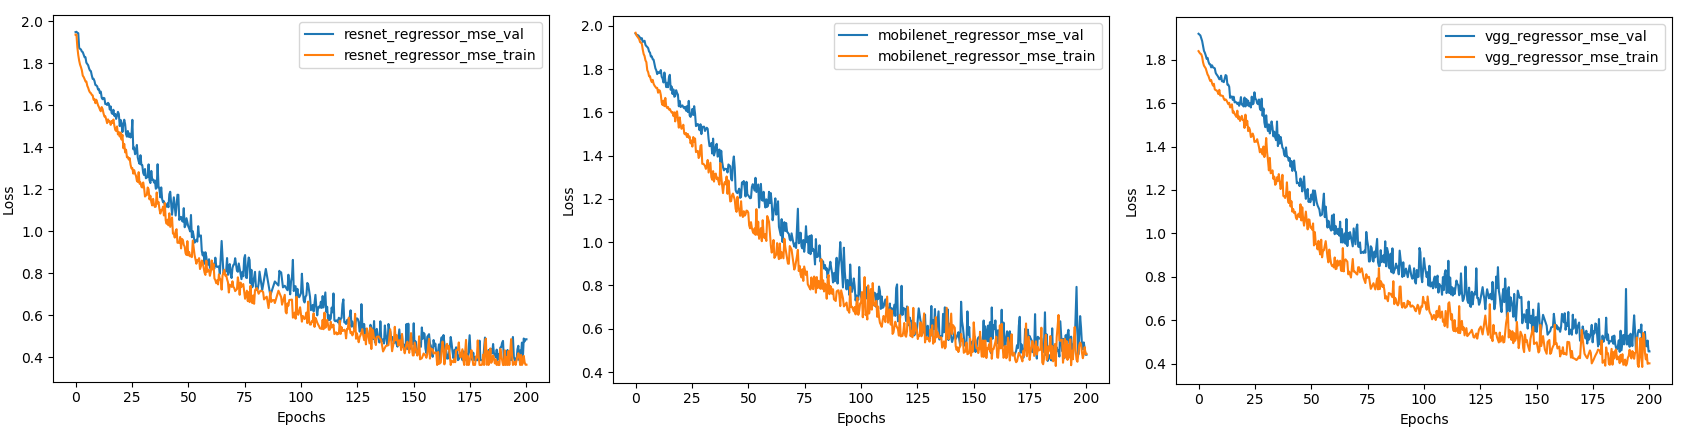 2.0
1.8
1.6
1.4
1.2
1.0
0.8
0.6
0.4
Loss
resnet_regressor_mse_val
resnet_regressor_mse_train
0 25 50 75 100 125 150 175 200
Epochs
2.0
1.8
1.6
1.4
1.2
1.0
0.8
0.6
0.4
Loss
mobilenet_regressor_mse_val
mobilenet_regressor_mse_train
0 25 50 75 100 125 150 175 200
Epochs
1.8
1.6
1.4
1.2
1.0
0.8
0.6
0.4
Loss
vgg_regressor_mse_val
vgg_regressor_mse_train
0 25 50 75 100 125 150 175 200
Epochs